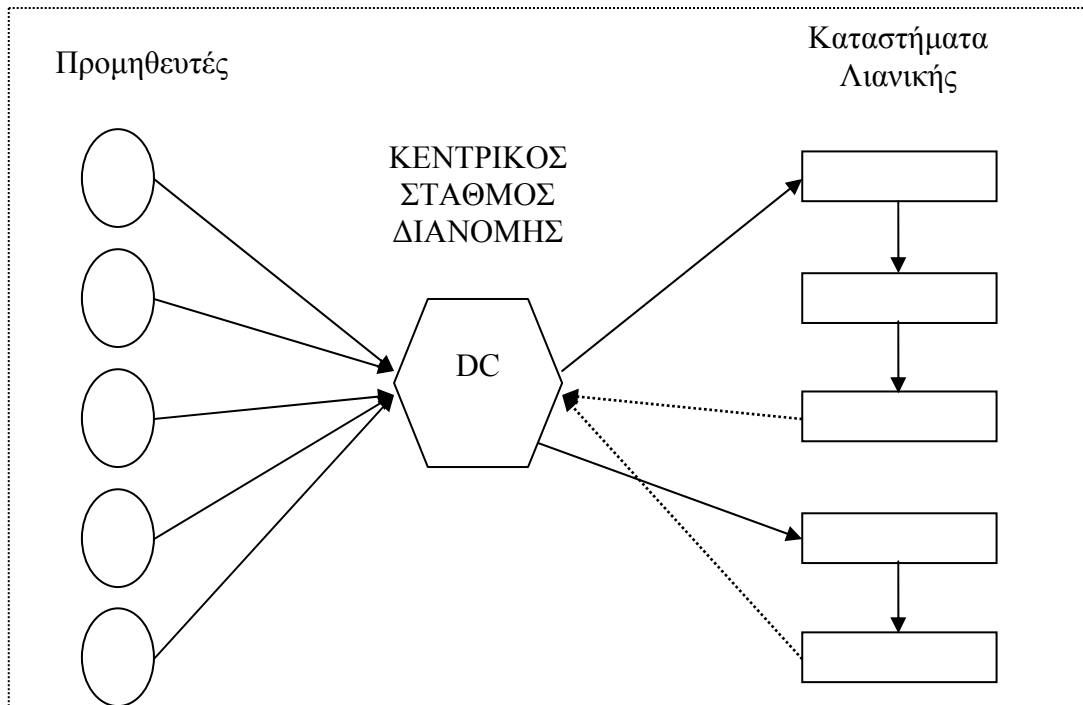 Προμηθευτές
ΚΕΝΤΡΙΚΟΣ
ΣΤΑΘΜΟΣ
ΔΙΑΝΟΜΗΣ
DC
Καταστήματα
Λιανικής